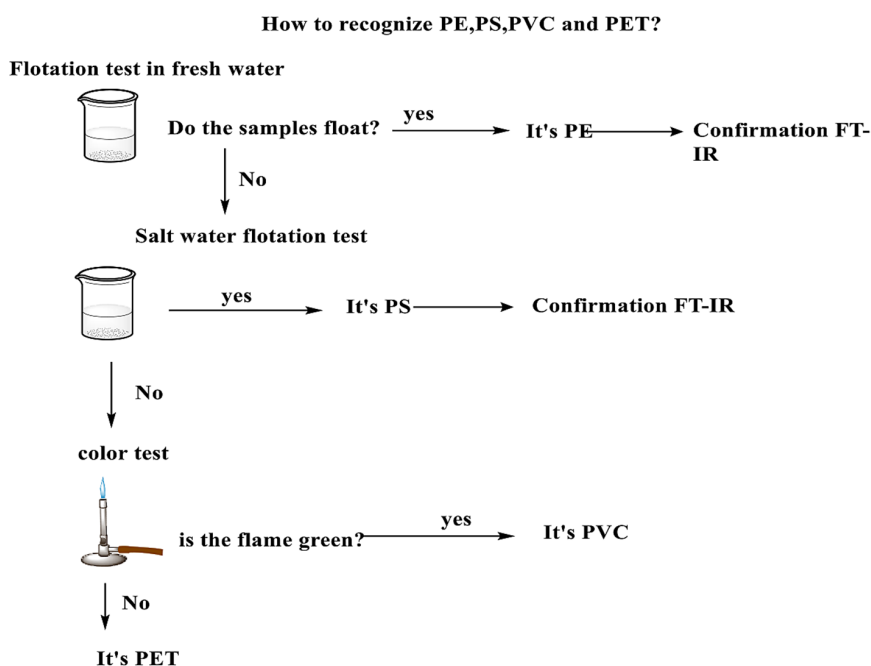 How to recognize PE,PS,PVC and PET?
Flotation test in fresh water
Do the samples float?
yes
It's PE
Confirmation FT-
IR
No
Salt water flotation test
yes
It's PS
Confirmation FT-IR
No
color test
is the flame green?
yes
It's PVC
No
It's PET